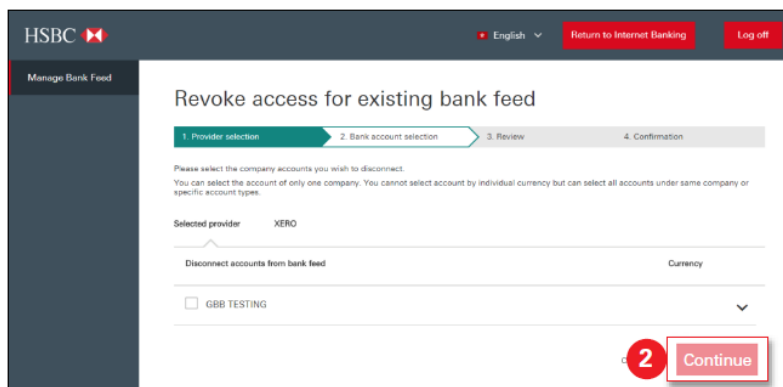 HSBC
English
Return to Internet Banking
Log off
Manage Bank Feed
Revoke access for existing bank feed
1. Provider selection
2. Bank account selection
3. Review
4. Confirmation
Please select the company accounts you wish to disconnect.
You can select the account of only one company. You cannot select account by individual currency but can select all accounts under same company or
specific account types.
Selected provider XERO
Disconnect accounts from bank feed Currency
GBB TESTING
2 Continue